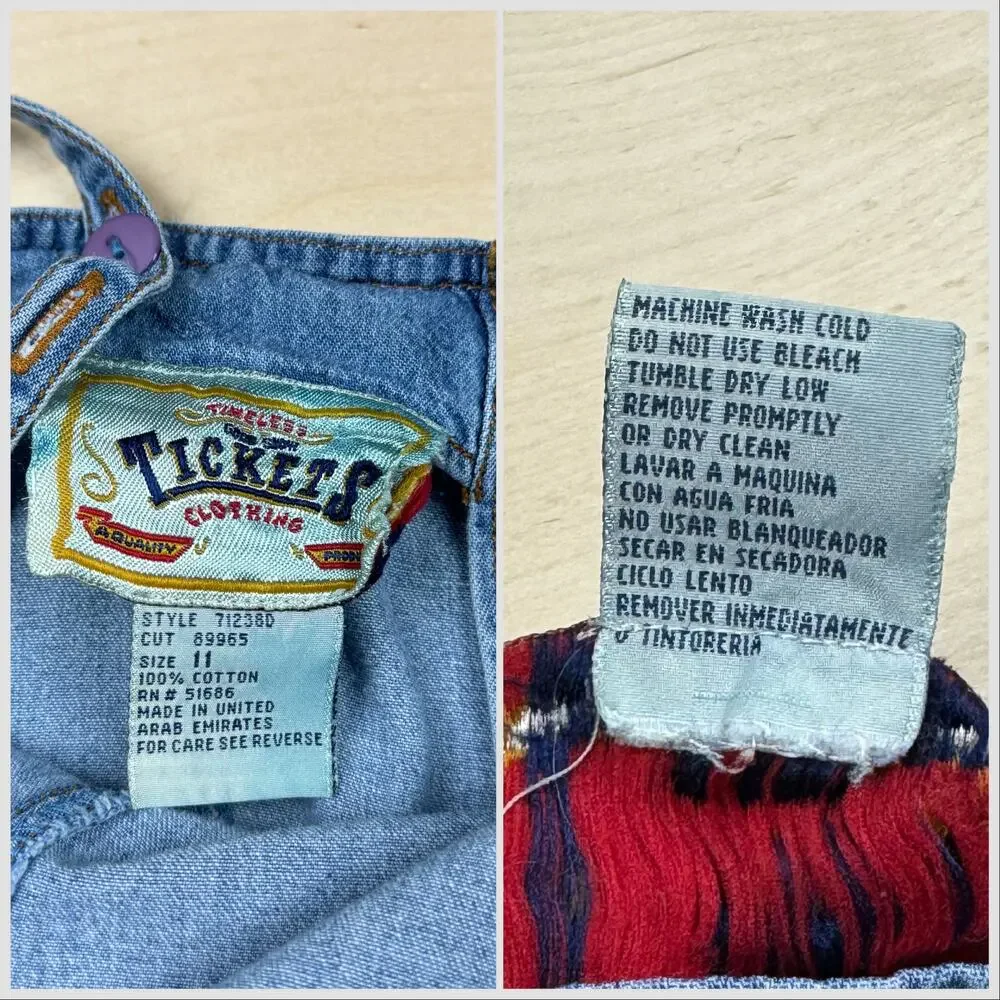 TIMELESS
TICKETS
CLOTHING
A QUALITY
STYLE 71238D
CUT 89965
SIZE 11
100% COTTON
RN # 51686
MADE IN UNITED
ARAB EMIRATES
FOR CARE SEE REVERSE
MACHINE WASH COLD
DO NOT USE BLEACH
TUMBLE DRY LOW
REMOVE PROMPTLY
OR DRY CLEAN
LAVAR A MAQUINA
CON AGUA FRIA
NO USAR BLANQUEADOR
SECAR EN SECADORA
CICLO LENTO
REMOVER INMEDIATAMENTE
O TINTORERIA